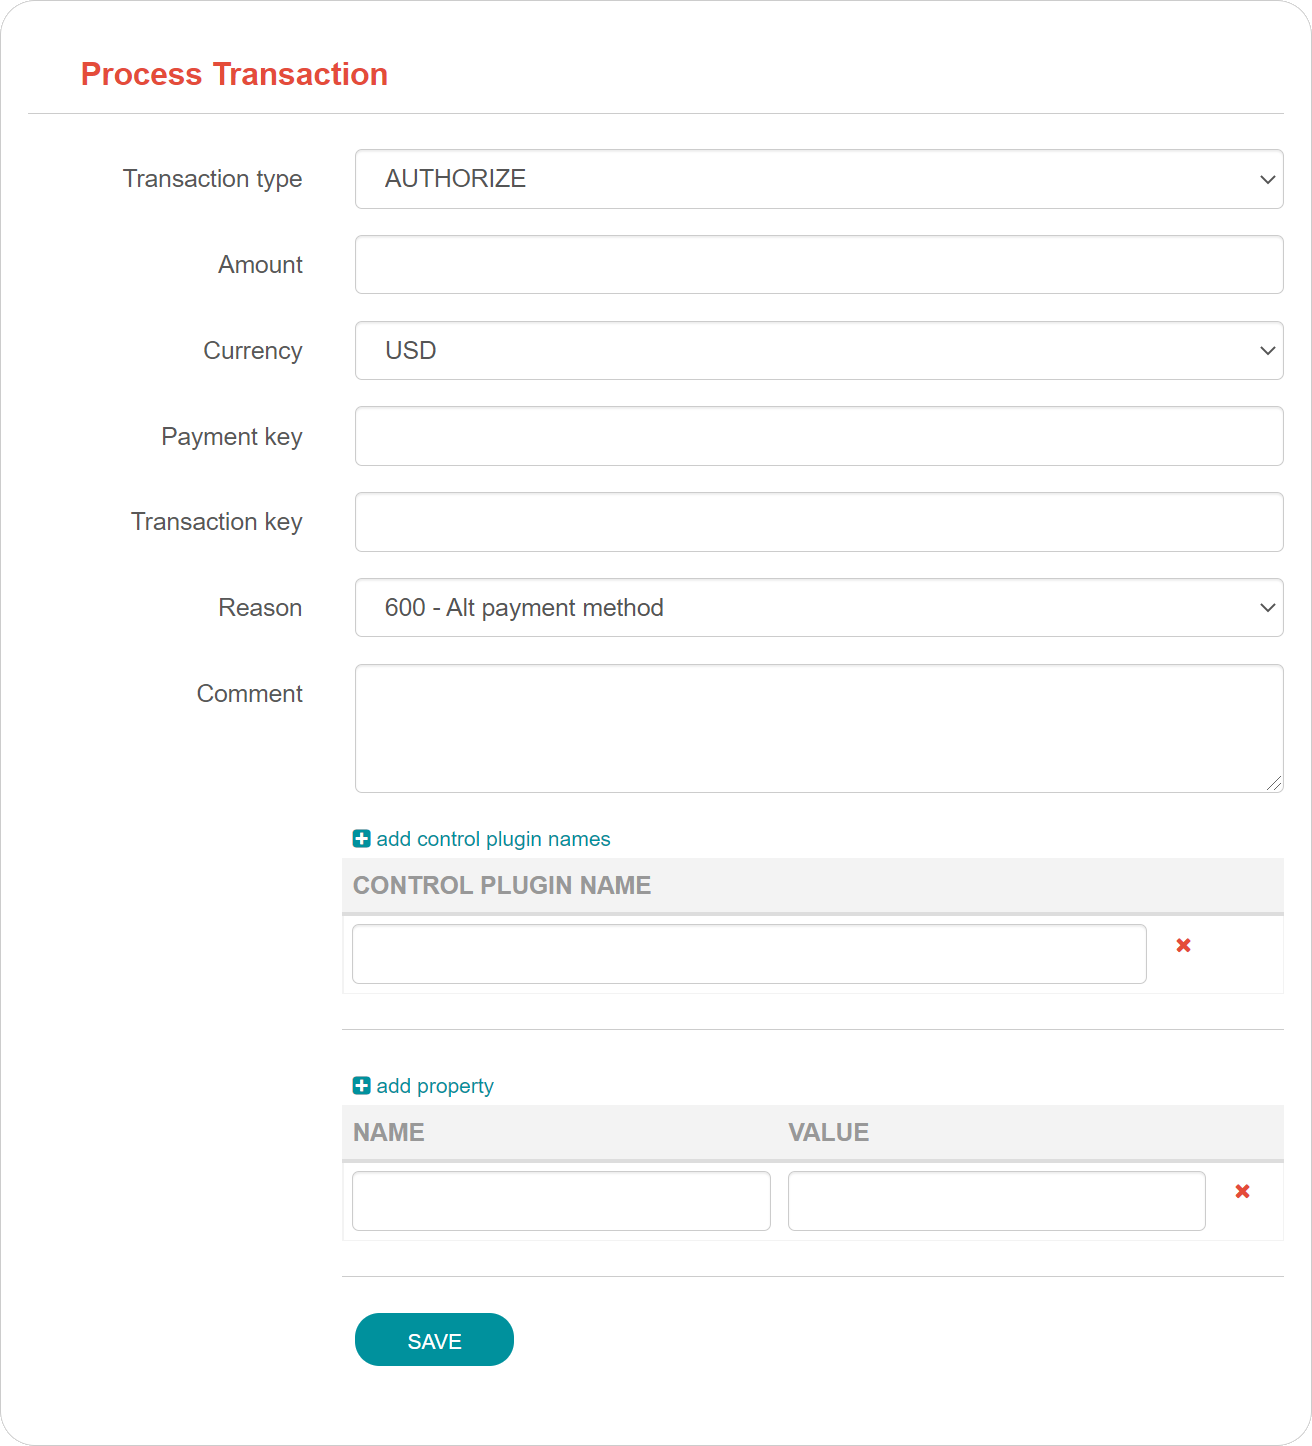 Process Transaction
Transaction type AUTHORIZE
Amount
Currency USD
Payment key
Transaction key
Reason 600 - Alt payment method
Comment
add control plugin names
CONTROL PLUGIN NAME
add property
NAME VALUE
SAVE